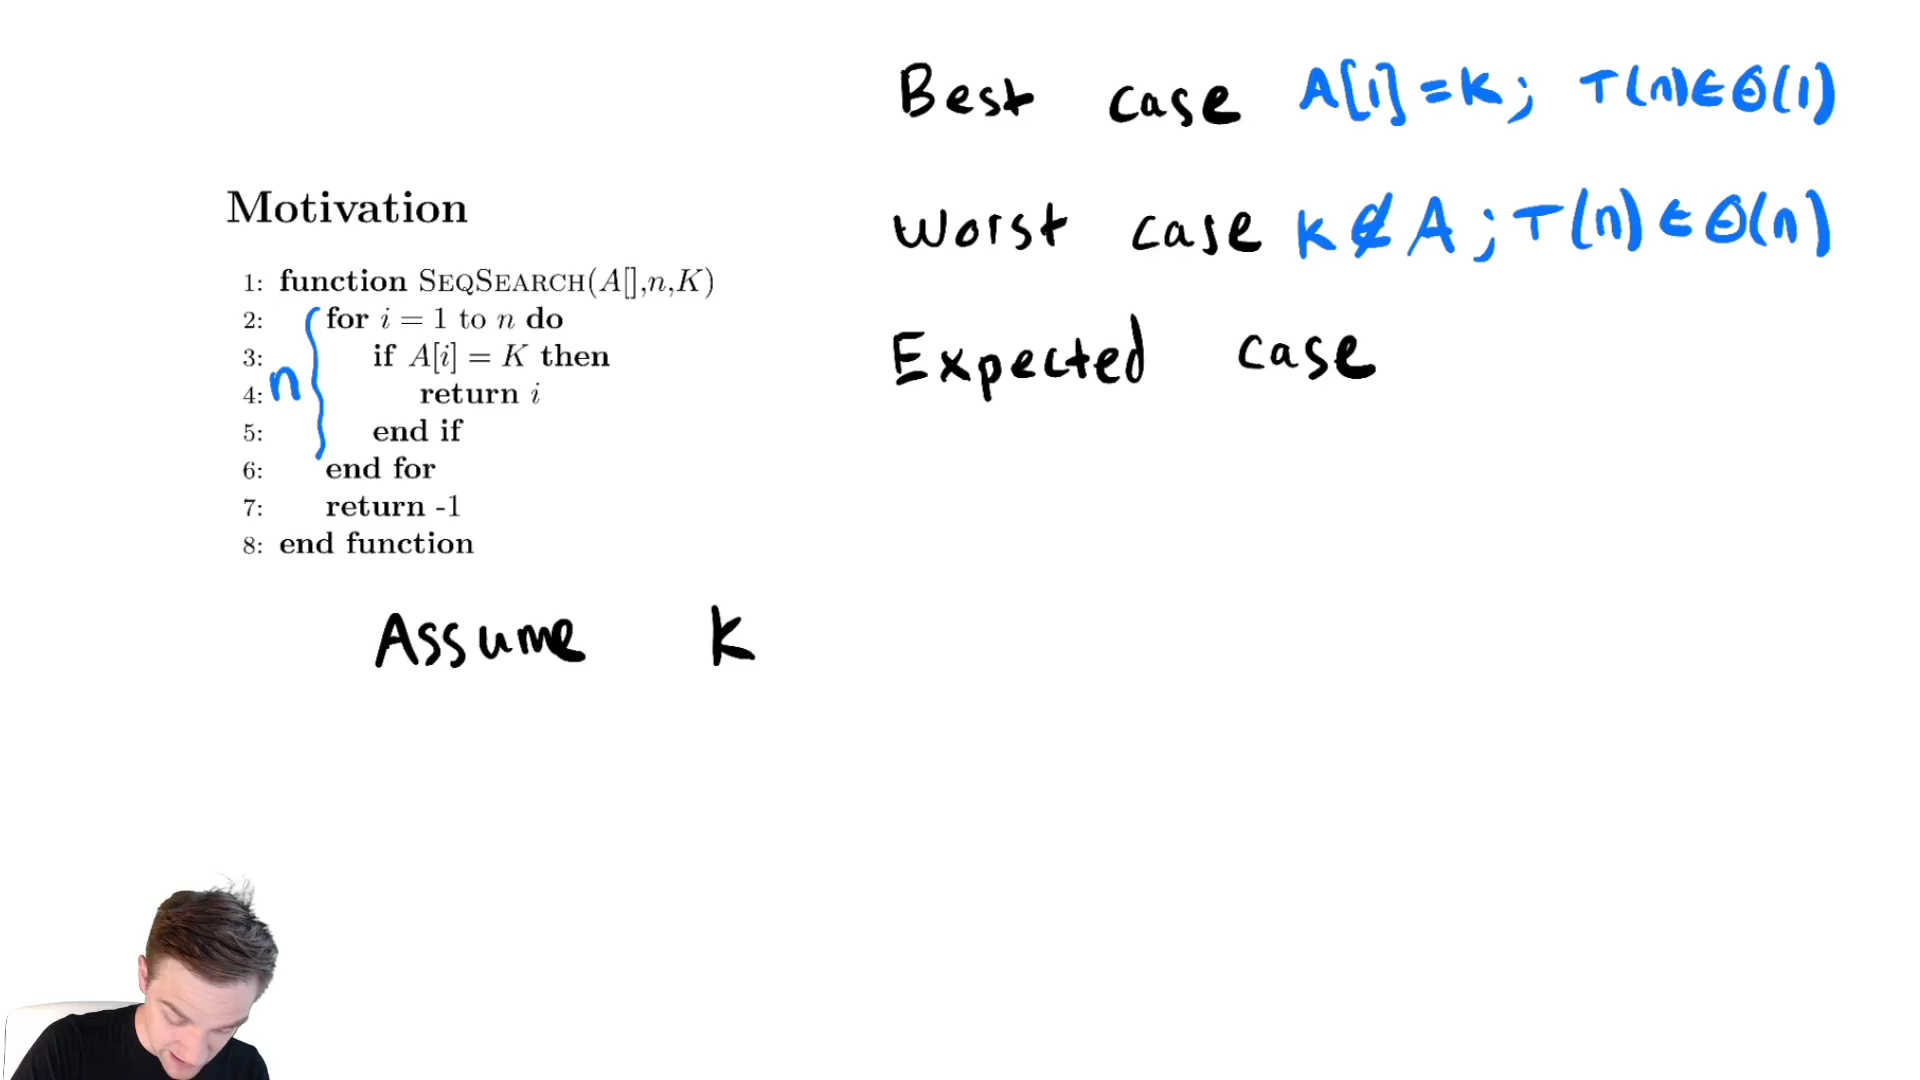 Best case A[1]=K; T(n)∈Θ(1)
Worst case K∉A; T(n)∈Θ(n)
Expected case
Motivation
1: function SEQSEARCH(A[],n,K)
2: for i = 1 to n do
3: if A[i] = K then
4: return i
5: end if
6: end for
7: return -1
8: end function
n
Assume K